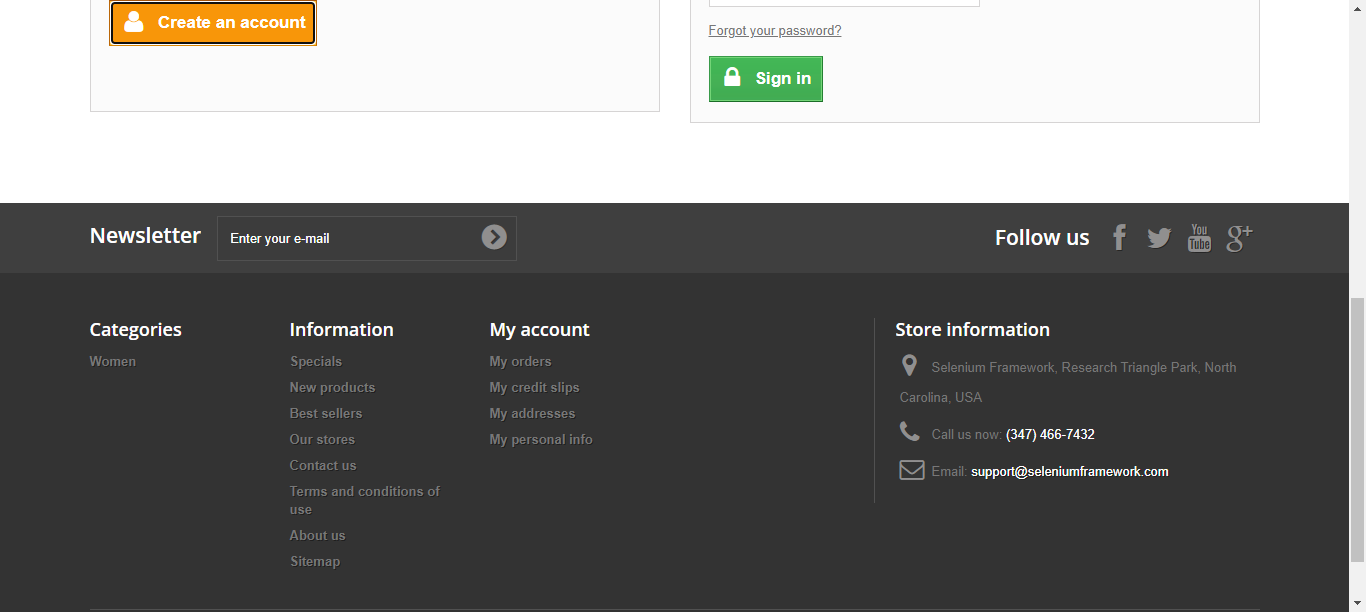 Create an account
Forgot your password?
Sign in
Newsletter
Enter your e-mail
Follow us
You
Tube
g+
Categories
Women
Information
Specials
New products
Best sellers
Our stores
Contact us
Terms and conditions of
use
About us
Sitemap
My account
My orders
My credit slips
My addresses
My personal info
Store information
Selenium Framework, Research Triangle Park, North
Carolina, USA
Call us now: (347) 466-7432
Email: support@seleniumframework.com